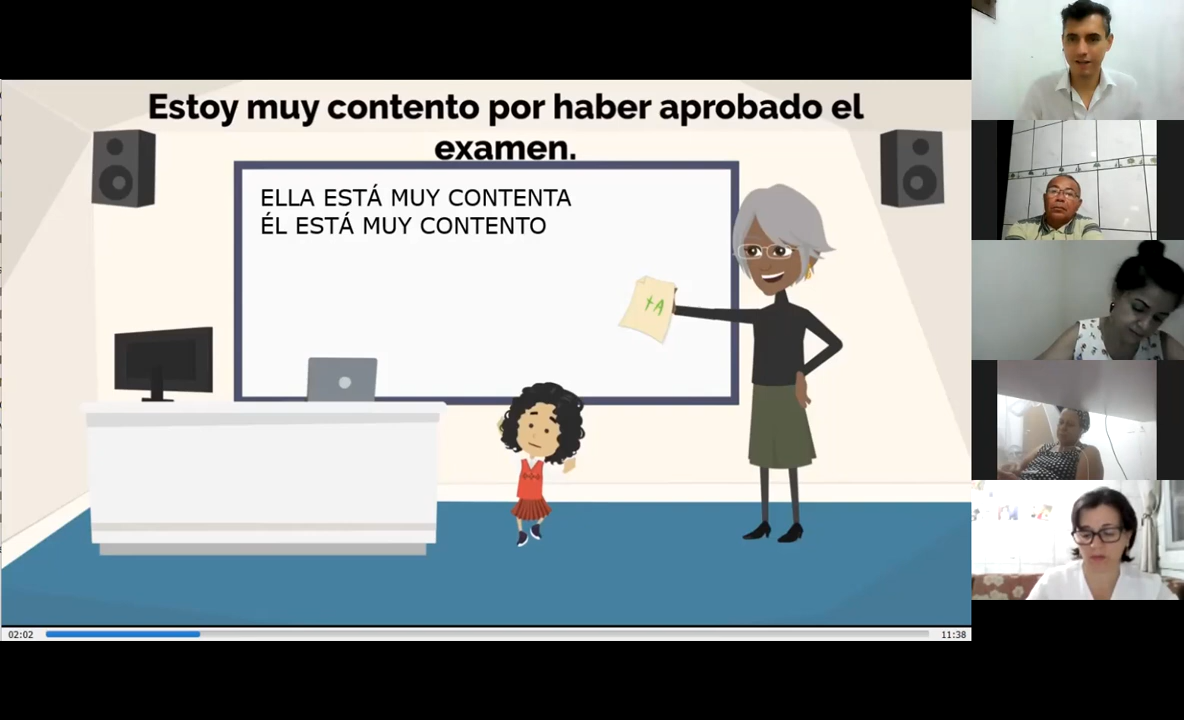 Estoy muy contento por haber aprobado el
examen.
ELLA ESTÁ MUY CONTENTA
ÉL ESTÁ MUY CONTENTO
+A
02:02
11:38